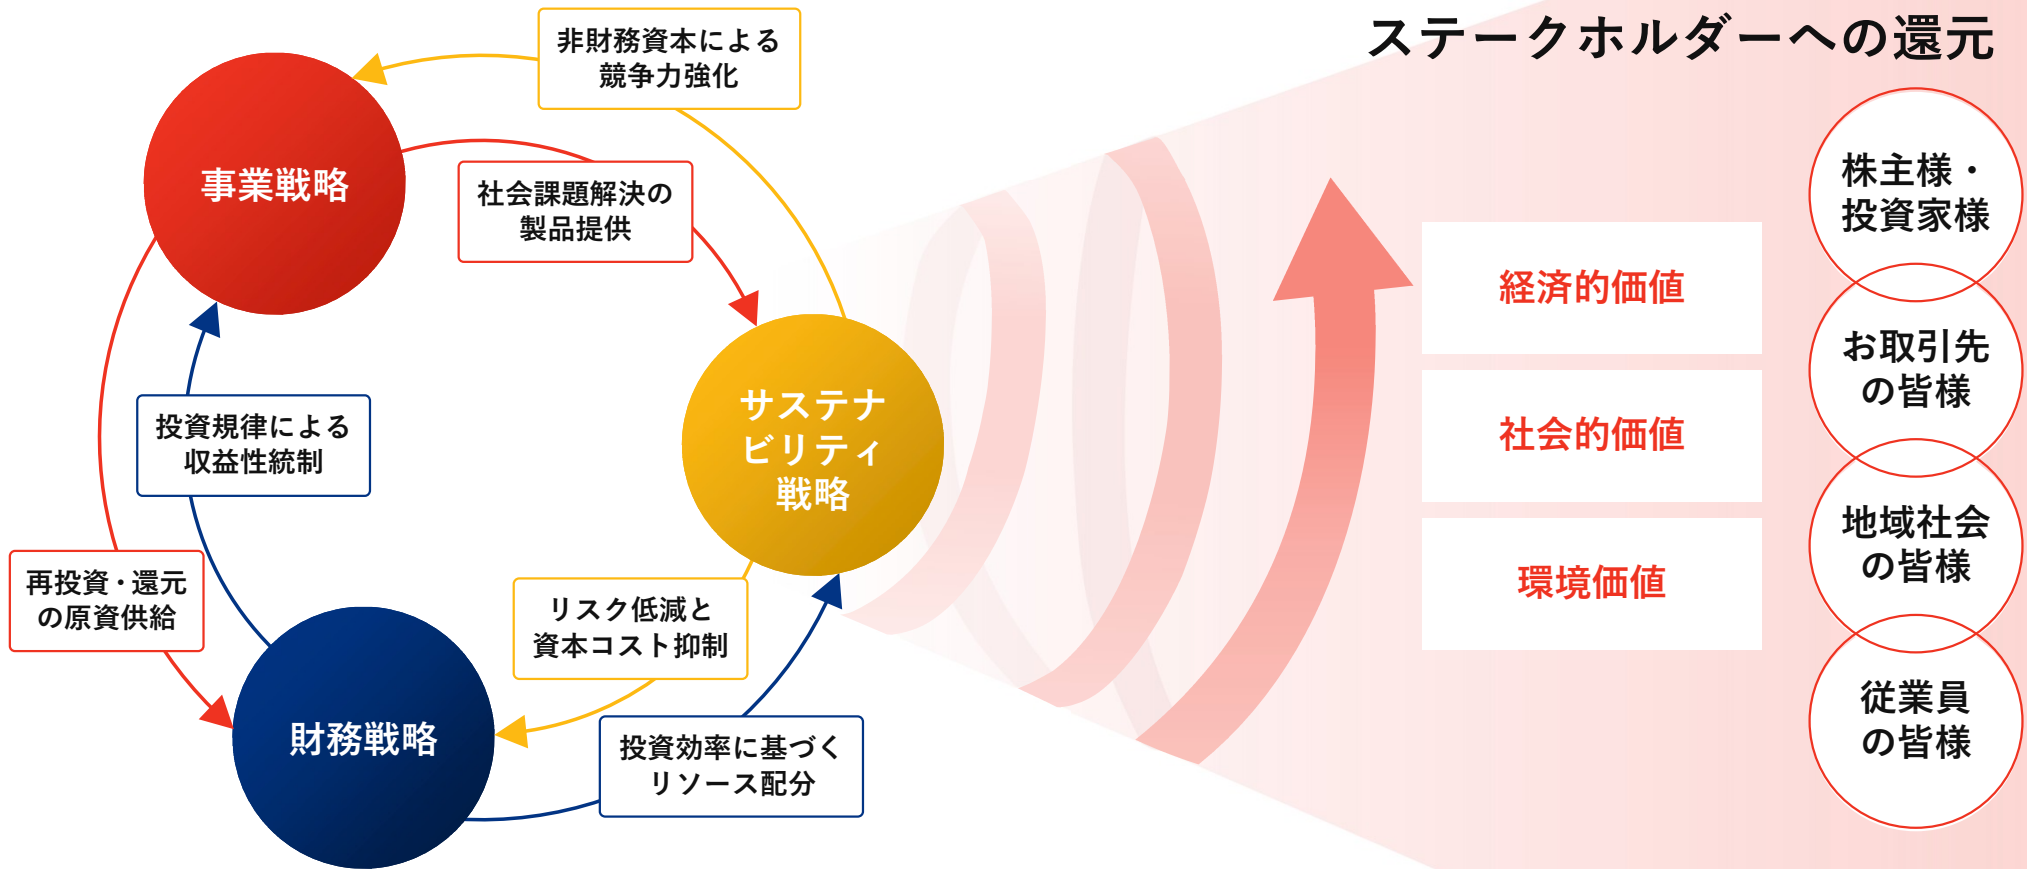 ステークホルダーへの還元
非財務資本による
競争力強化
事業戦略
社会課題解決の
製品提供
サステナ
ビリティ
戦略
投資規律による
収益性統制
再投資・還元
の原資供給
リスク低減と
資本コスト抑制
財務戦略
投資効率に基づく
リソース配分
経済的価値
社会的価値
環境価値
株主様・
投資家様
お取引先
の皆様
地域社会
の皆様
従業員
の皆様